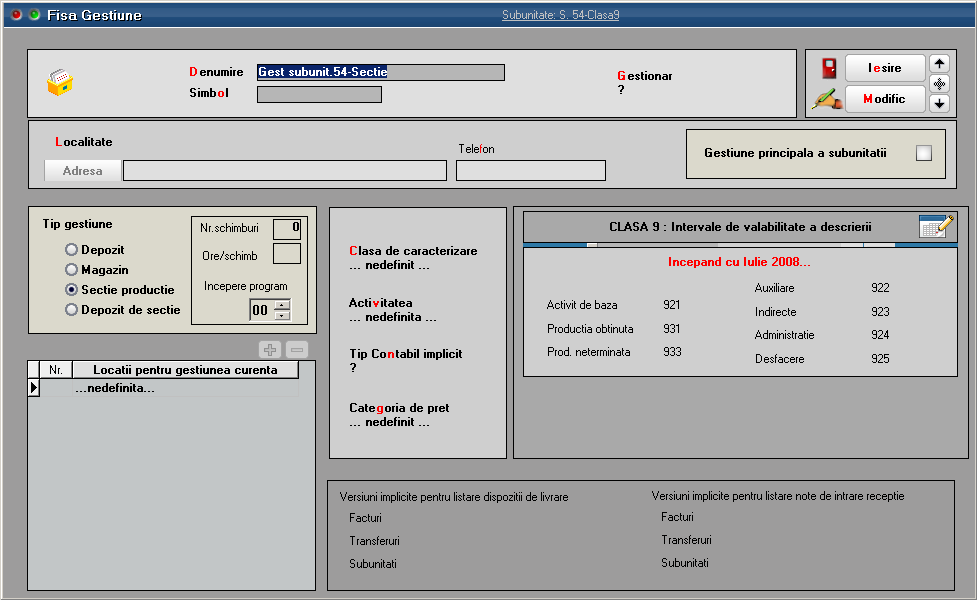 Fisa Gestiune
Subunitate: S. 54-Clasa9
Denumire
Gest subunit.54-Sectie
Simbol
Gestionar
?
Iesire
Modific
Localitate
Adresa
Telefon
Gestiune principala a subunitatii
Tip gestiune
Depozit
Magazin
Sectie productie
Depozit de sectie
Nr.schimburi
0
Ore/schimb
Incepere program
00
Nr.
Locatii pentru gestiunea curenta
...nedefinita...
Clasa de caracterizare
... nedefinit ...
Activitatea
... nedefinita ...
Tip Contabil implicit
?
Categoria de pret
... nedefinit ...
CLASA 9 : Intervale de valabilitate a descrierii
Incepand cu Iulie 2008...
Activit de baza 921
Productia obtinuta 931
Prod. neterminata 933
Auxiliare 922
Indirecte 923
Administratie 924
Desfacere 925
Versiuni implicite pentru listare dispozitii de livrare
Facturi
Transferuri
Subunitati
Versiuni implicite pentru listare note de intrare receptie
Facturi
Transferuri
Subunitati